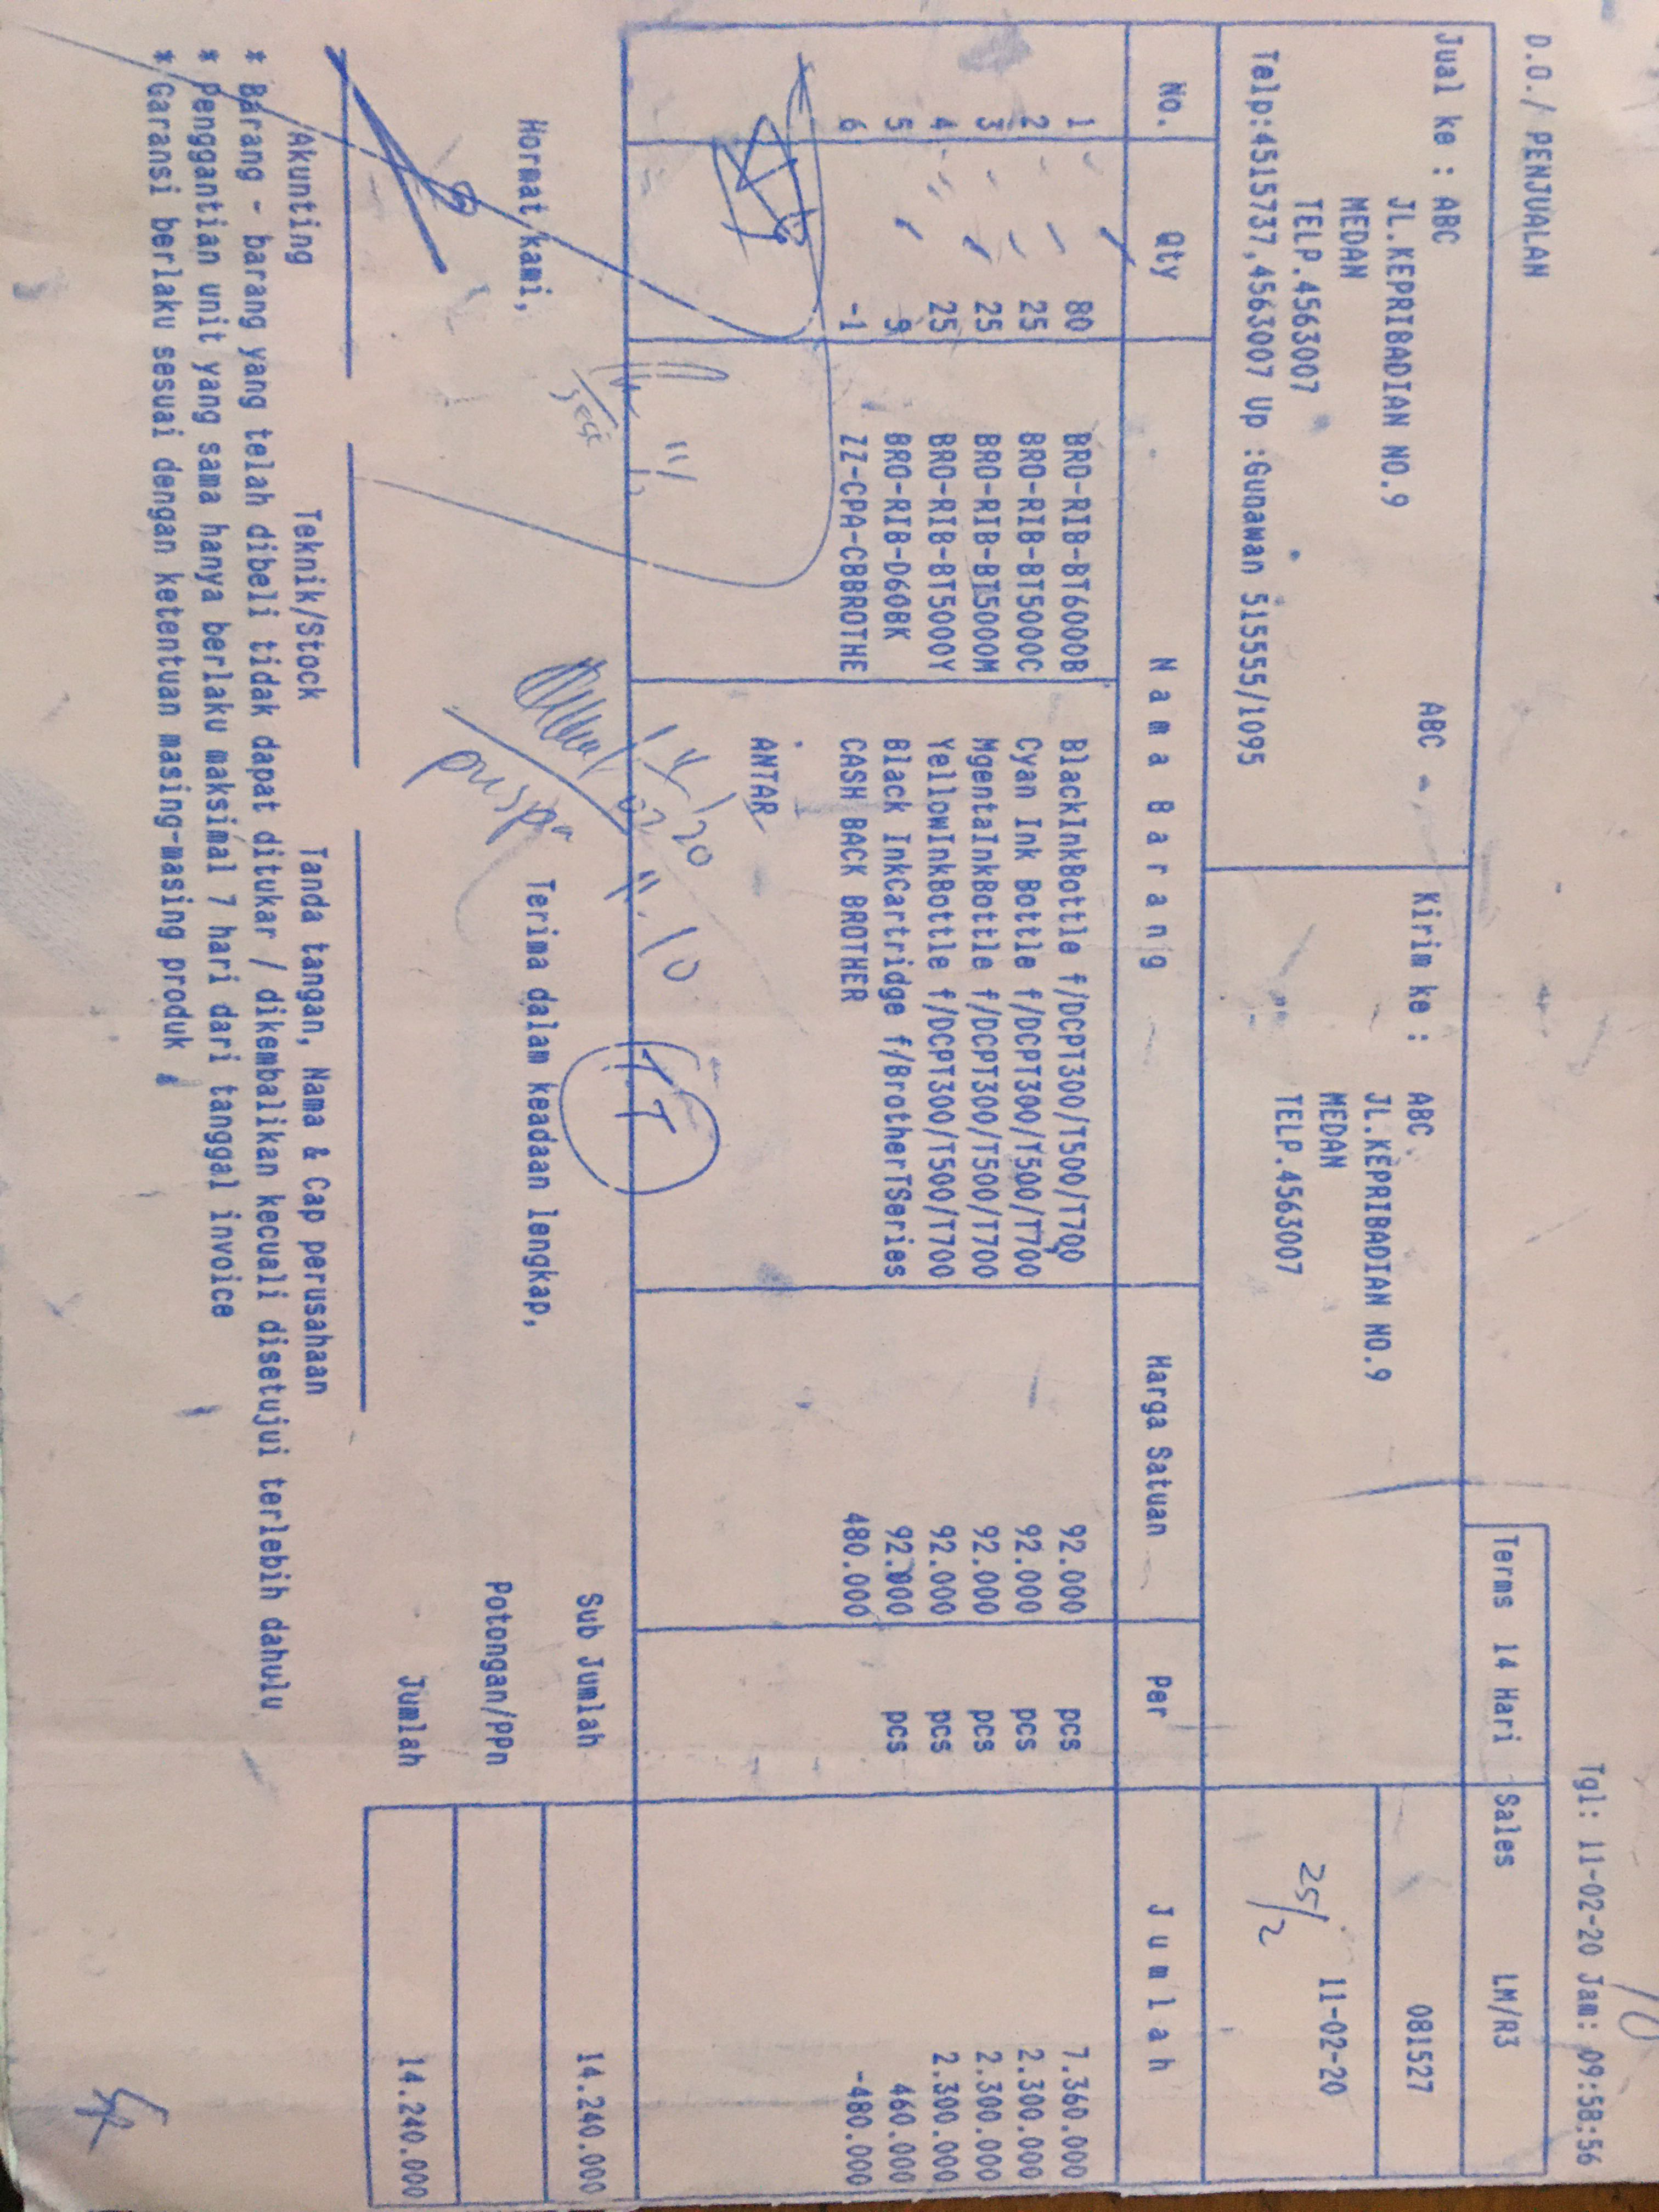 Tgl: 11-02-20 Jam: 09:58:56
D.O./ PENJUALAN
Terms 14 Hari Sales LM/R3
Jual ke : ABC ABC Kirim ke : ABC 081527
JL.KEPRIBADIAN NO.9 JL.KEPRIBADIAN NO.9
MEDAN MEDAN 11-02-20
TELP.4563007 TELP.4563007 25/2
Telp:4515737,4563007 Up :Gunawan 515555/1095
No. Qty Nama Barang Harga Satuan Per Jumlah
1 80 BRO-RIB-BT6000B BlackInkBottle f/DCPT300/T500/T700 92.000 pcs 7.360.000
2 25 BRO-RIB-BT5000C Cyan Ink Bottle f/DCPT300/T500/T700 92.000 pcs 2.300.000
3 25 BRO-RIB-BT5000M MgentaInkBottle f/DCPT300/T500/T700 92.000 pcs 2.300.000
4 25 BRO-RIB-BT5000Y YellowInkBottle f/DCPT300/T500/T700 92.000 pcs 2.300.000
5 BRO-RIB-D60BK Black InkCartridge f/BrotherTSeries 92.000 pcs 460.000
6 -1 ZZ-CPA-CBBROTHE CASH BACK BROTHER 480.000 -480.000
ANTAR
11.10
TT
Sub Jumlah 14.240.000
Hormat kami, Terima dalam keadaan lengkap,
Potongan/PPn
Jumlah 14.240.000
Akunting Teknik/Stock Tanda tangan, Nama & Cap perusahaan
* Barang - barang yang telah dibeli tidak dapat ditukar / dikembalikan kecuali disetujui terlebih dahulu
* Penggantian unit yang sama hanya berlaku maksimal 7 hari dari tanggal invoice
* Garansi berlaku sesuai dengan ketentuan masing-masing produk